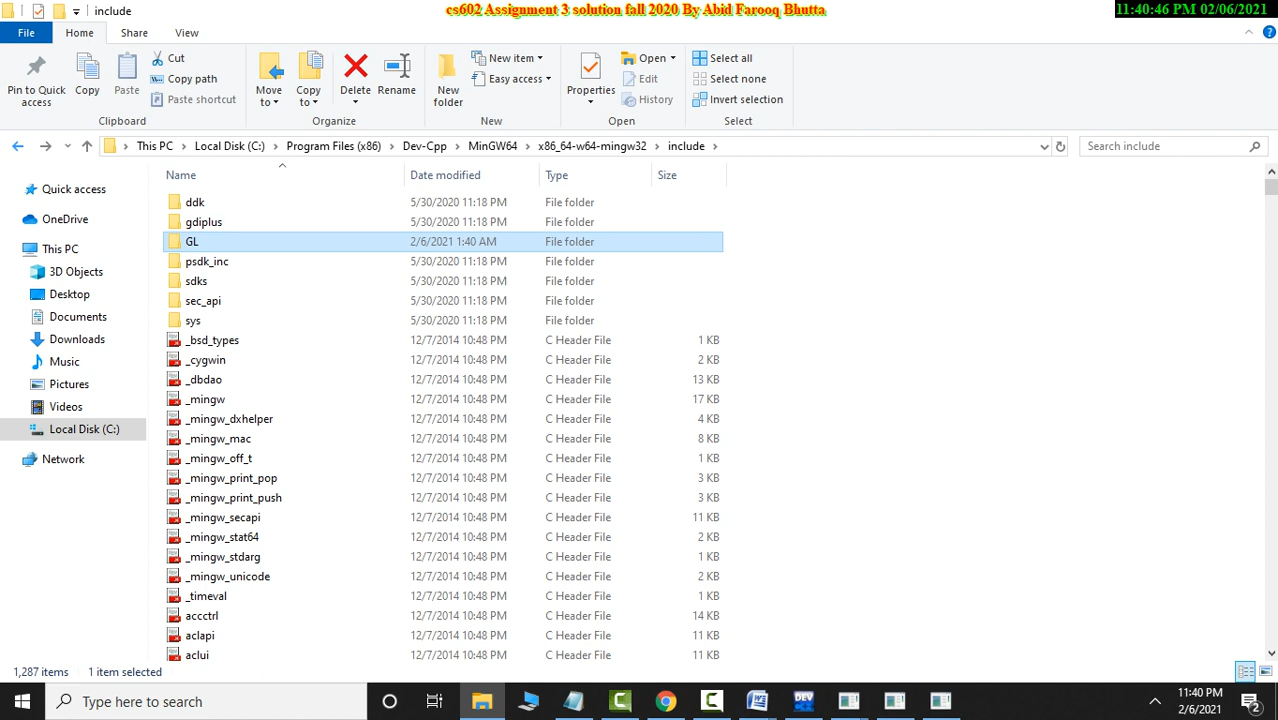 include
cs602 Assignment 3 solution fall 2020 By Abid Farooq Bhutta
11:40:46 PM 02/06/2021
File Home Share View
Pin to Quick access
Copy
Paste
Cut
Copy path
Paste shortcut
Move to
Copy to
Delete
Rename
New folder
New item
Easy access
Properties
Open
Edit
History
Select all
Select none
Invert selection
Clipboard Organize New Open Select
This PC Local Disk (C:) Program Files (x86) Dev-Cpp MinGW64 x86_64-w64-mingw32 include
Search include
Quick access
OneDrive
This PC
3D Objects
Desktop
Documents
Downloads
Music
Pictures
Videos
Local Disk (C:)
Network
Name Date modified Type Size
ddk 5/30/2020 11:18 PM File folder
gdiplus 5/30/2020 11:18 PM File folder
GL 2/6/2021 1:40 AM File folder
psdk_inc 5/30/2020 11:18 PM File folder
sdks 5/30/2020 11:18 PM File folder
sec_api 5/30/2020 11:18 PM File folder
sys 5/30/2020 11:18 PM File folder
_bsd_types 12/7/2014 10:48 PM C Header File 1 KB
_cygwin 12/7/2014 10:48 PM C Header File 2 KB
_dbdao 12/7/2014 10:48 PM C Header File 13 KB
_mingw 12/7/2014 10:48 PM C Header File 17 KB
_mingw_dxhelper 12/7/2014 10:48 PM C Header File 4 KB
_mingw_mac 12/7/2014 10:48 PM C Header File 8 KB
_mingw_off_t 12/7/2014 10:48 PM C Header File 1 KB
_mingw_print_pop 12/7/2014 10:48 PM C Header File 3 KB
_mingw_print_push 12/7/2014 10:48 PM C Header File 3 KB
_mingw_secapi 12/7/2014 10:48 PM C Header File 11 KB
_mingw_stat64 12/7/2014 10:48 PM C Header File 2 KB
_mingw_stdarg 12/7/2014 10:48 PM C Header File 1 KB
_mingw_unicode 12/7/2014 10:48 PM C Header File 2 KB
_timeval 12/7/2014 10:48 PM C Header File 1 KB
accctrl 12/7/2014 10:48 PM C Header File 14 KB
aclapi 12/7/2014 10:48 PM C Header File 11 KB
aclui 12/7/2014 10:48 PM C Header File 11 KB
1,287 items 1 item selected
Type here to search
DEV
11:40 PM
2/6/2021
2